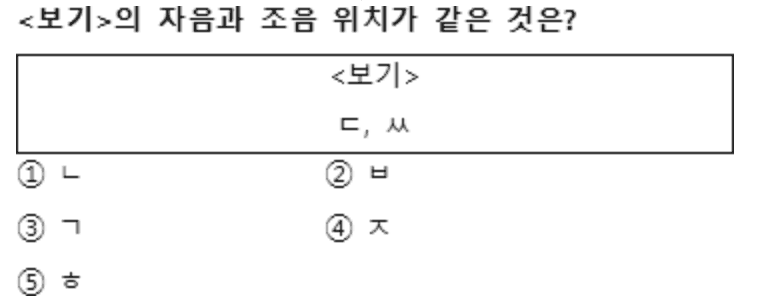 <보기>의 자음과 조음 위치가 같은 것은?
<보기>
ㄷ, ㅆ
① ㄴ ② ㅂ
③ ㄱ ④ ㅈ
⑤ ㅎ